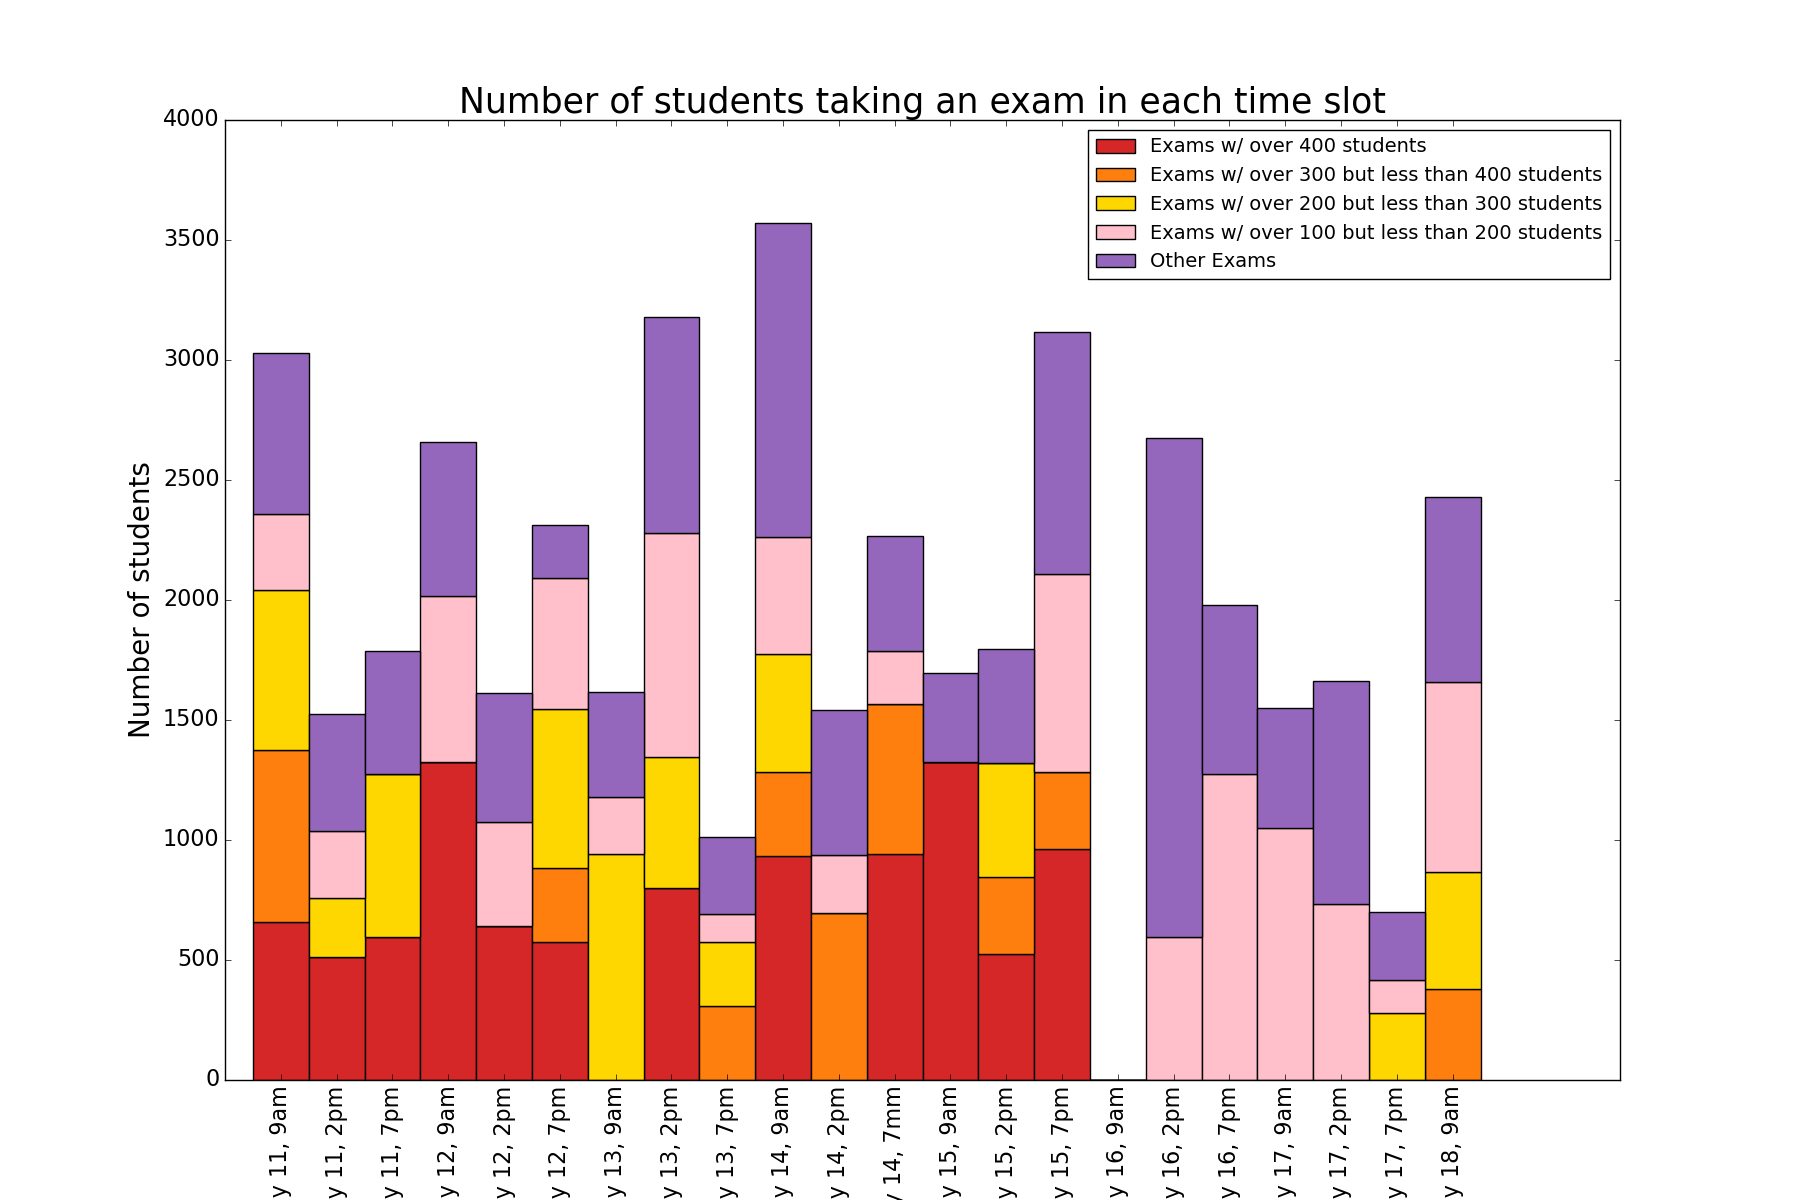 Number of students taking an exam in each time slot
Exams w/ over 400 students
Exams w/ over 300 but less than 400 students
Exams w/ over 200 but less than 300 students
Exams w/ over 100 but less than 200 students
Other Exams
Number of students
4000
3500
3000
2500
2000
1500
1000
500
0
y 11, 9am
y 11, 2pm
y 11, 7pm
y 12, 9am
y 12, 2pm
y 12, 7pm
y 13, 9am
y 13, 2pm
y 13, 7pm
y 14, 9am
y 14, 2pm
y 14, 7mm
y 15, 9am
y 15, 2pm
y 15, 7pm
y 16, 9am
y 16, 2pm
y 16, 7pm
y 17, 9am
y 17, 2pm
y 17, 7pm
y 18, 9am